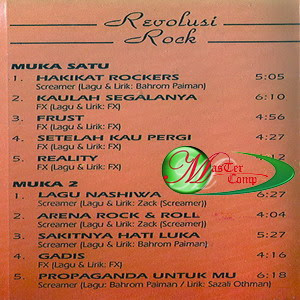 Revolusi
Rock
MUKA SATU
1. HAKIKAT ROCKERS 5:05
Screamer (Lagu & Lirik: Bahrom Paiman)
2. KAULAH SEGALANYA 6:10
FX (Lagu & Lirik: FX)
3. FRUST 4:56
FX (Lagu & Lirik: FX)
4. SETELAH KAU PERGI 4:27
FX (Lagu & Lirik: FX)
5. REALITY 12
FX (Lagu & Lirik: FX)
MasTer
Comp
MUKA 2
1. LAGU NASHIWA 6:27
Screamer (Lagu & Lirik: Zack (Screamer))
2. ARENA ROCK & ROLL 4:04
Screamer (Lagu & Lirik: Zack (Screamer))
3. SAKITNYA HATI LUKA 5:27
Screamer (Lagu & Lirik: Bahrom Paiman)
4. GADIS 4:16
FX (Lagu & Lirik: FX)
5. PROPAGANDA UNTUK MU 6:18
Screamer (Lagu: Bahrom Paiman / Lirik: Sazali Othman)